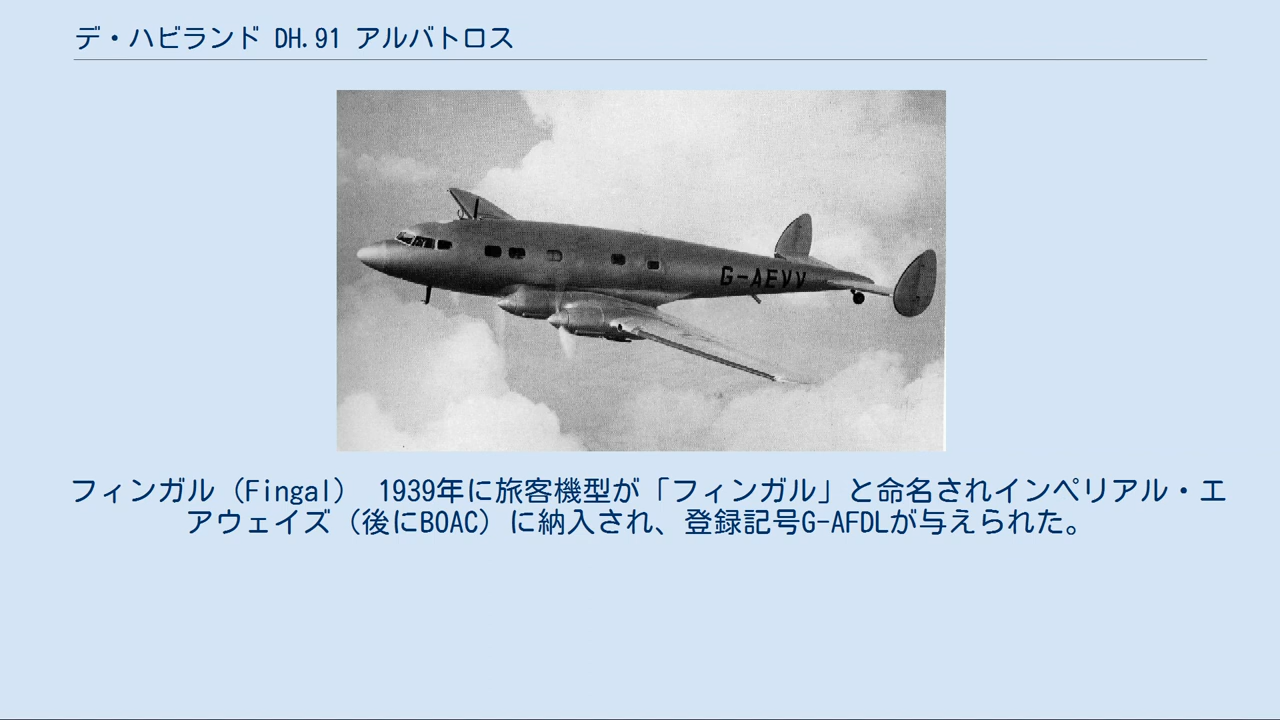 デ・ハビランド DH.91 アルバトロス
G-AEVV
フィンガル（Fingal） 1939年に旅客機型が「フィンガル」と命名されインペリアル・エ
アウェイズ（後にBOAC）に納入され、登録記号G-AFDLが与えられた。